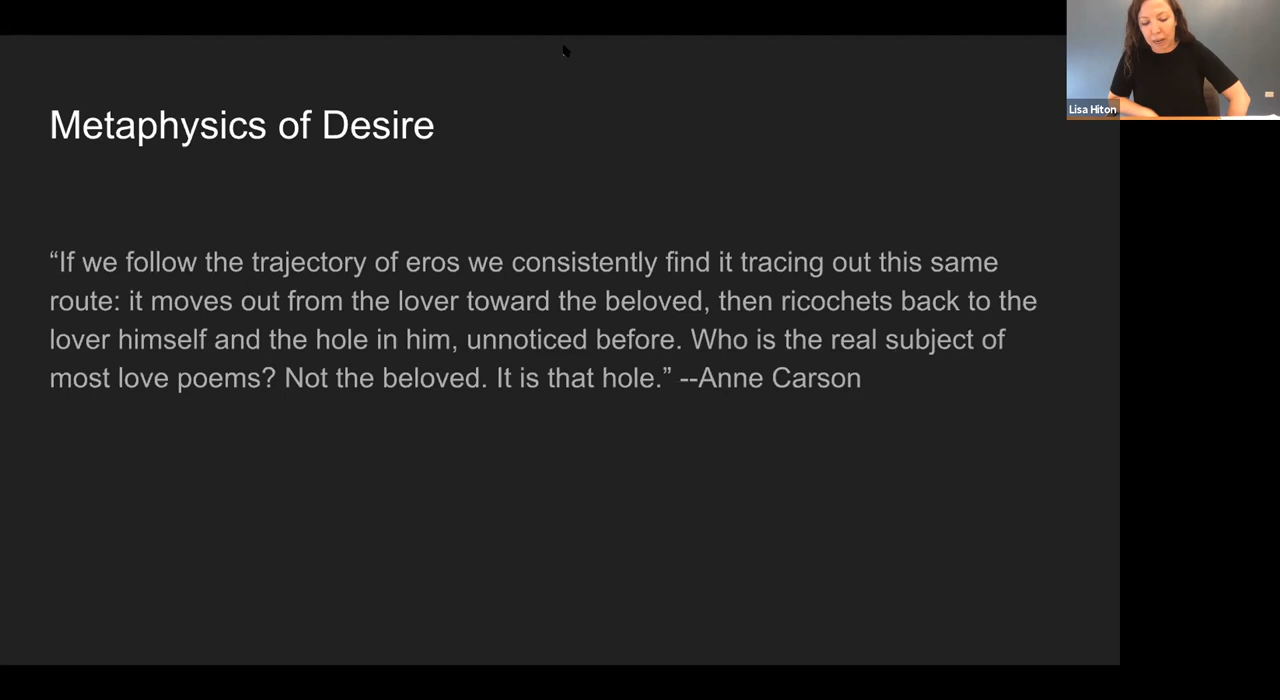 Metaphysics of Desire
“If we follow the trajectory of eros we consistently find it tracing out this same
route: it moves out from the lover toward the beloved, then ricochets back to the
lover himself and the hole in him, unnoticed before. Who is the real subject of
most love poems? Not the beloved. It is that hole.” --Anne Carson
Lisa Hiton